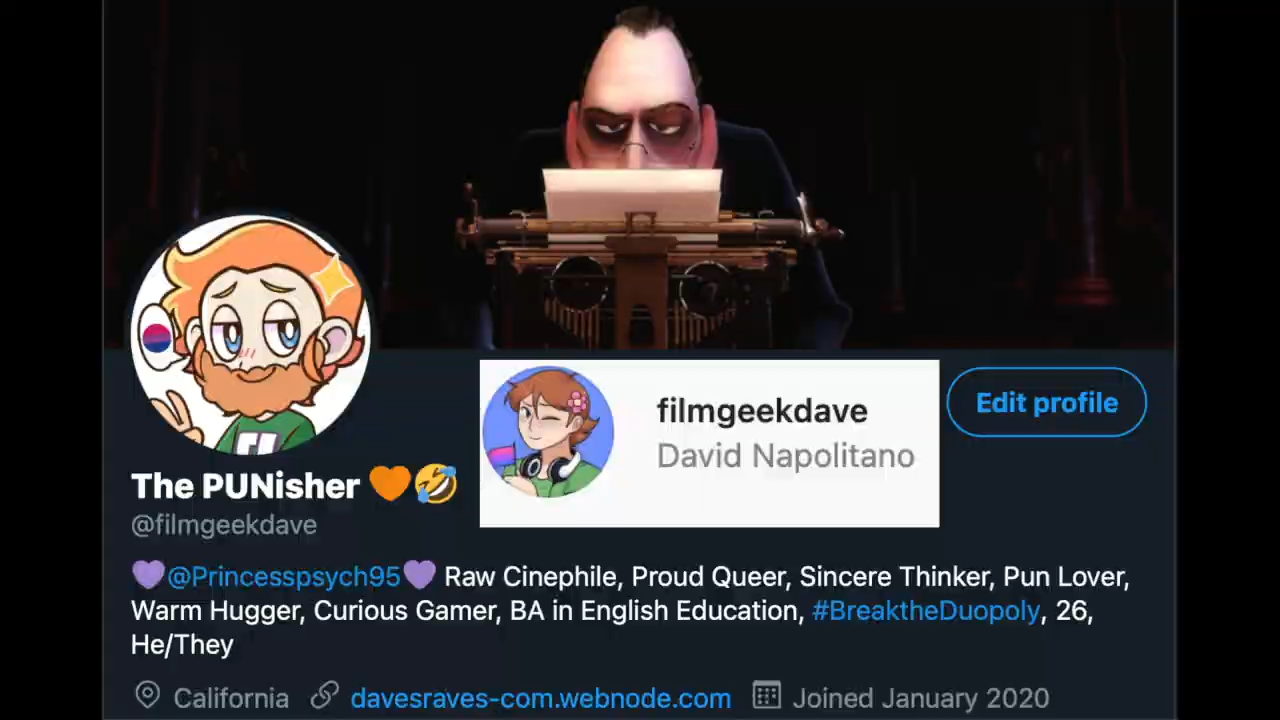 filmgeekdave
David Napolitano
Edit profile
The PUNisher 🧡🤣
@filmgeekdave
💜@Princesspsych95💜 Raw Cinephile, Proud Queer, Sincere Thinker, Pun Lover,
Warm Hugger, Curious Gamer, BA in English Education, #BreaktheDuopoly, 26,
He/They
California davesraves-com.webnode.com Joined January 2020